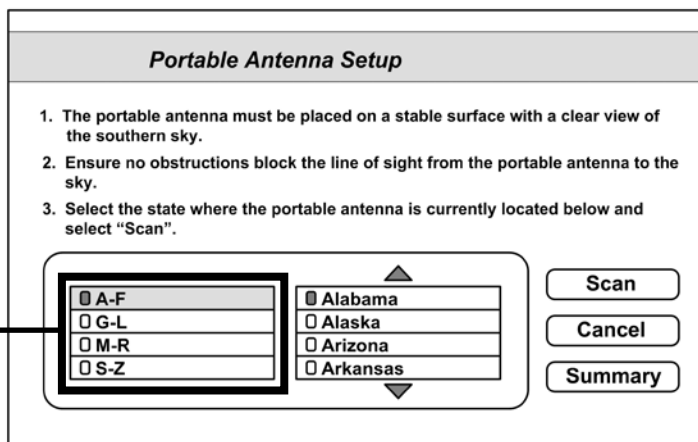 Portable Antenna Setup
1. The portable antenna must be placed on a stable surface with a clear view of
the southern sky.
2. Ensure no obstructions block the line of sight from the portable antenna to the
sky.
3. Select the state where the portable antenna is currently located below and
select “Scan”.
A-F
G-L
M-R
S-Z
Alabama
Alaska
Arizona
Arkansas
Scan
Cancel
Summary